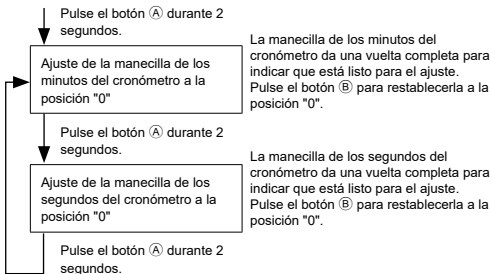 Pulse el botón Ⓐ durante 2
segundos.
Ajuste de la manecilla de los
minutos del cronómetro a la
posición "0"
La manecilla de los minutos del
cronómetro da una vuelta completa para
indicar que está listo para el ajuste.
Pulse el botón Ⓑ para restablecerla a la
posición "0".
Pulse el botón Ⓐ durante 2
segundos.
Ajuste de la manecilla de los
segundos del cronómetro a la
posición "0"
La manecilla de los segundos del
cronómetro da una vuelta completa para
indicar que está listo para el ajuste.
Pulse el botón Ⓑ para restablecerla a la
posición "0".
Pulse el botón Ⓐ durante 2
segundos.